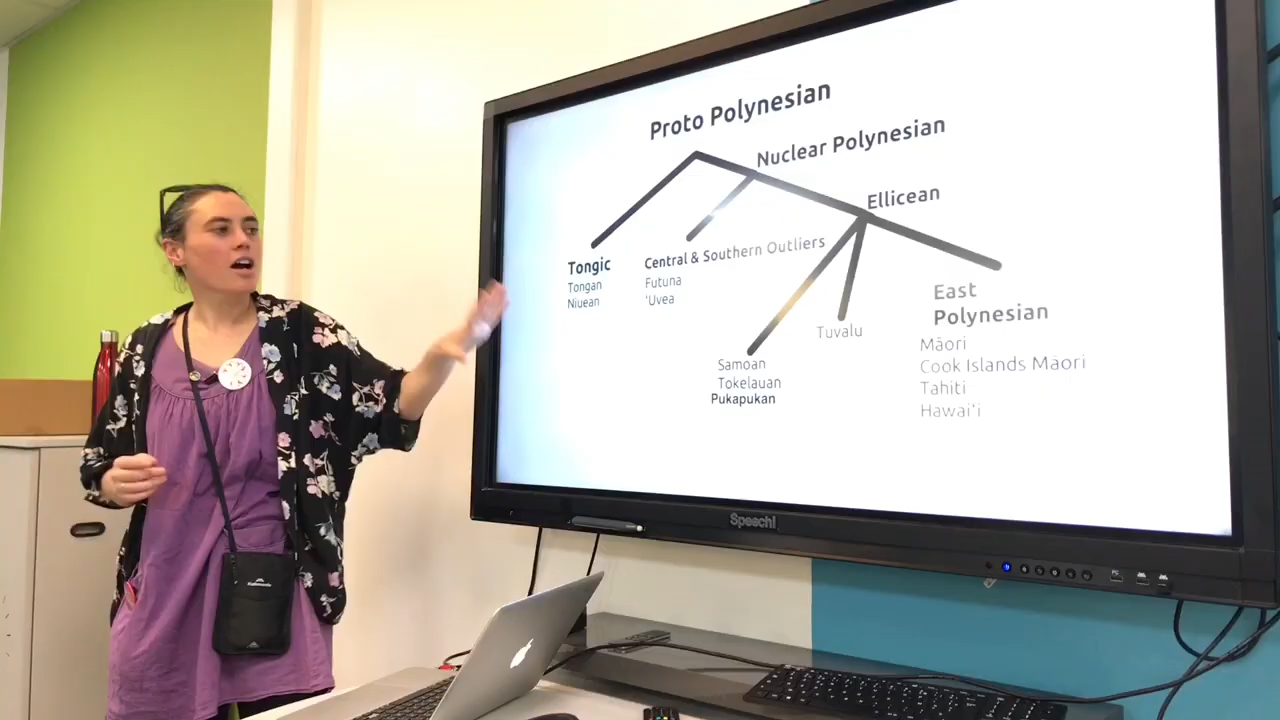 Proto Polynesian
Nuclear Polynesian
Ellicean
Tongic
Tongan
Niuean
Central & Southern Outliers
Futuna
'Uvea
Samoan
Tokelauan
Pukapukan
Tuvalu
East
Polynesian
Māori
Cook Islands Māori
Tahiti
Hawai'i
Speechi